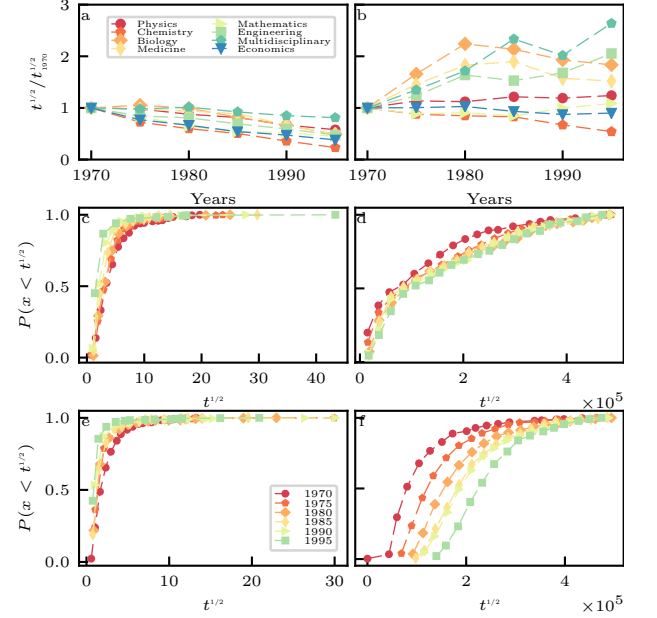 a
b
Physics
Chemistry
Biology
Medicine
Mathematics
Engineering
Multidisciplinary
Economics
t^{1/2}/t^{1/2}_{1970}
3
2
1
0
1970 1980 1990
1970 1980 1990
Years
Years
c
d
P(x < t^{1/2})
1.0
0.5
0.0
0 10 20 30 40
0 2 4
t^{1/2}
t^{1/2}
×10^5
e
f
P(x < t^{1/2})
1.0
0.5
0.0
1970
1975
1980
1985
1990
1995
0 10 20 30
0 2 4
t^{1/2}
t^{1/2}
×10^5